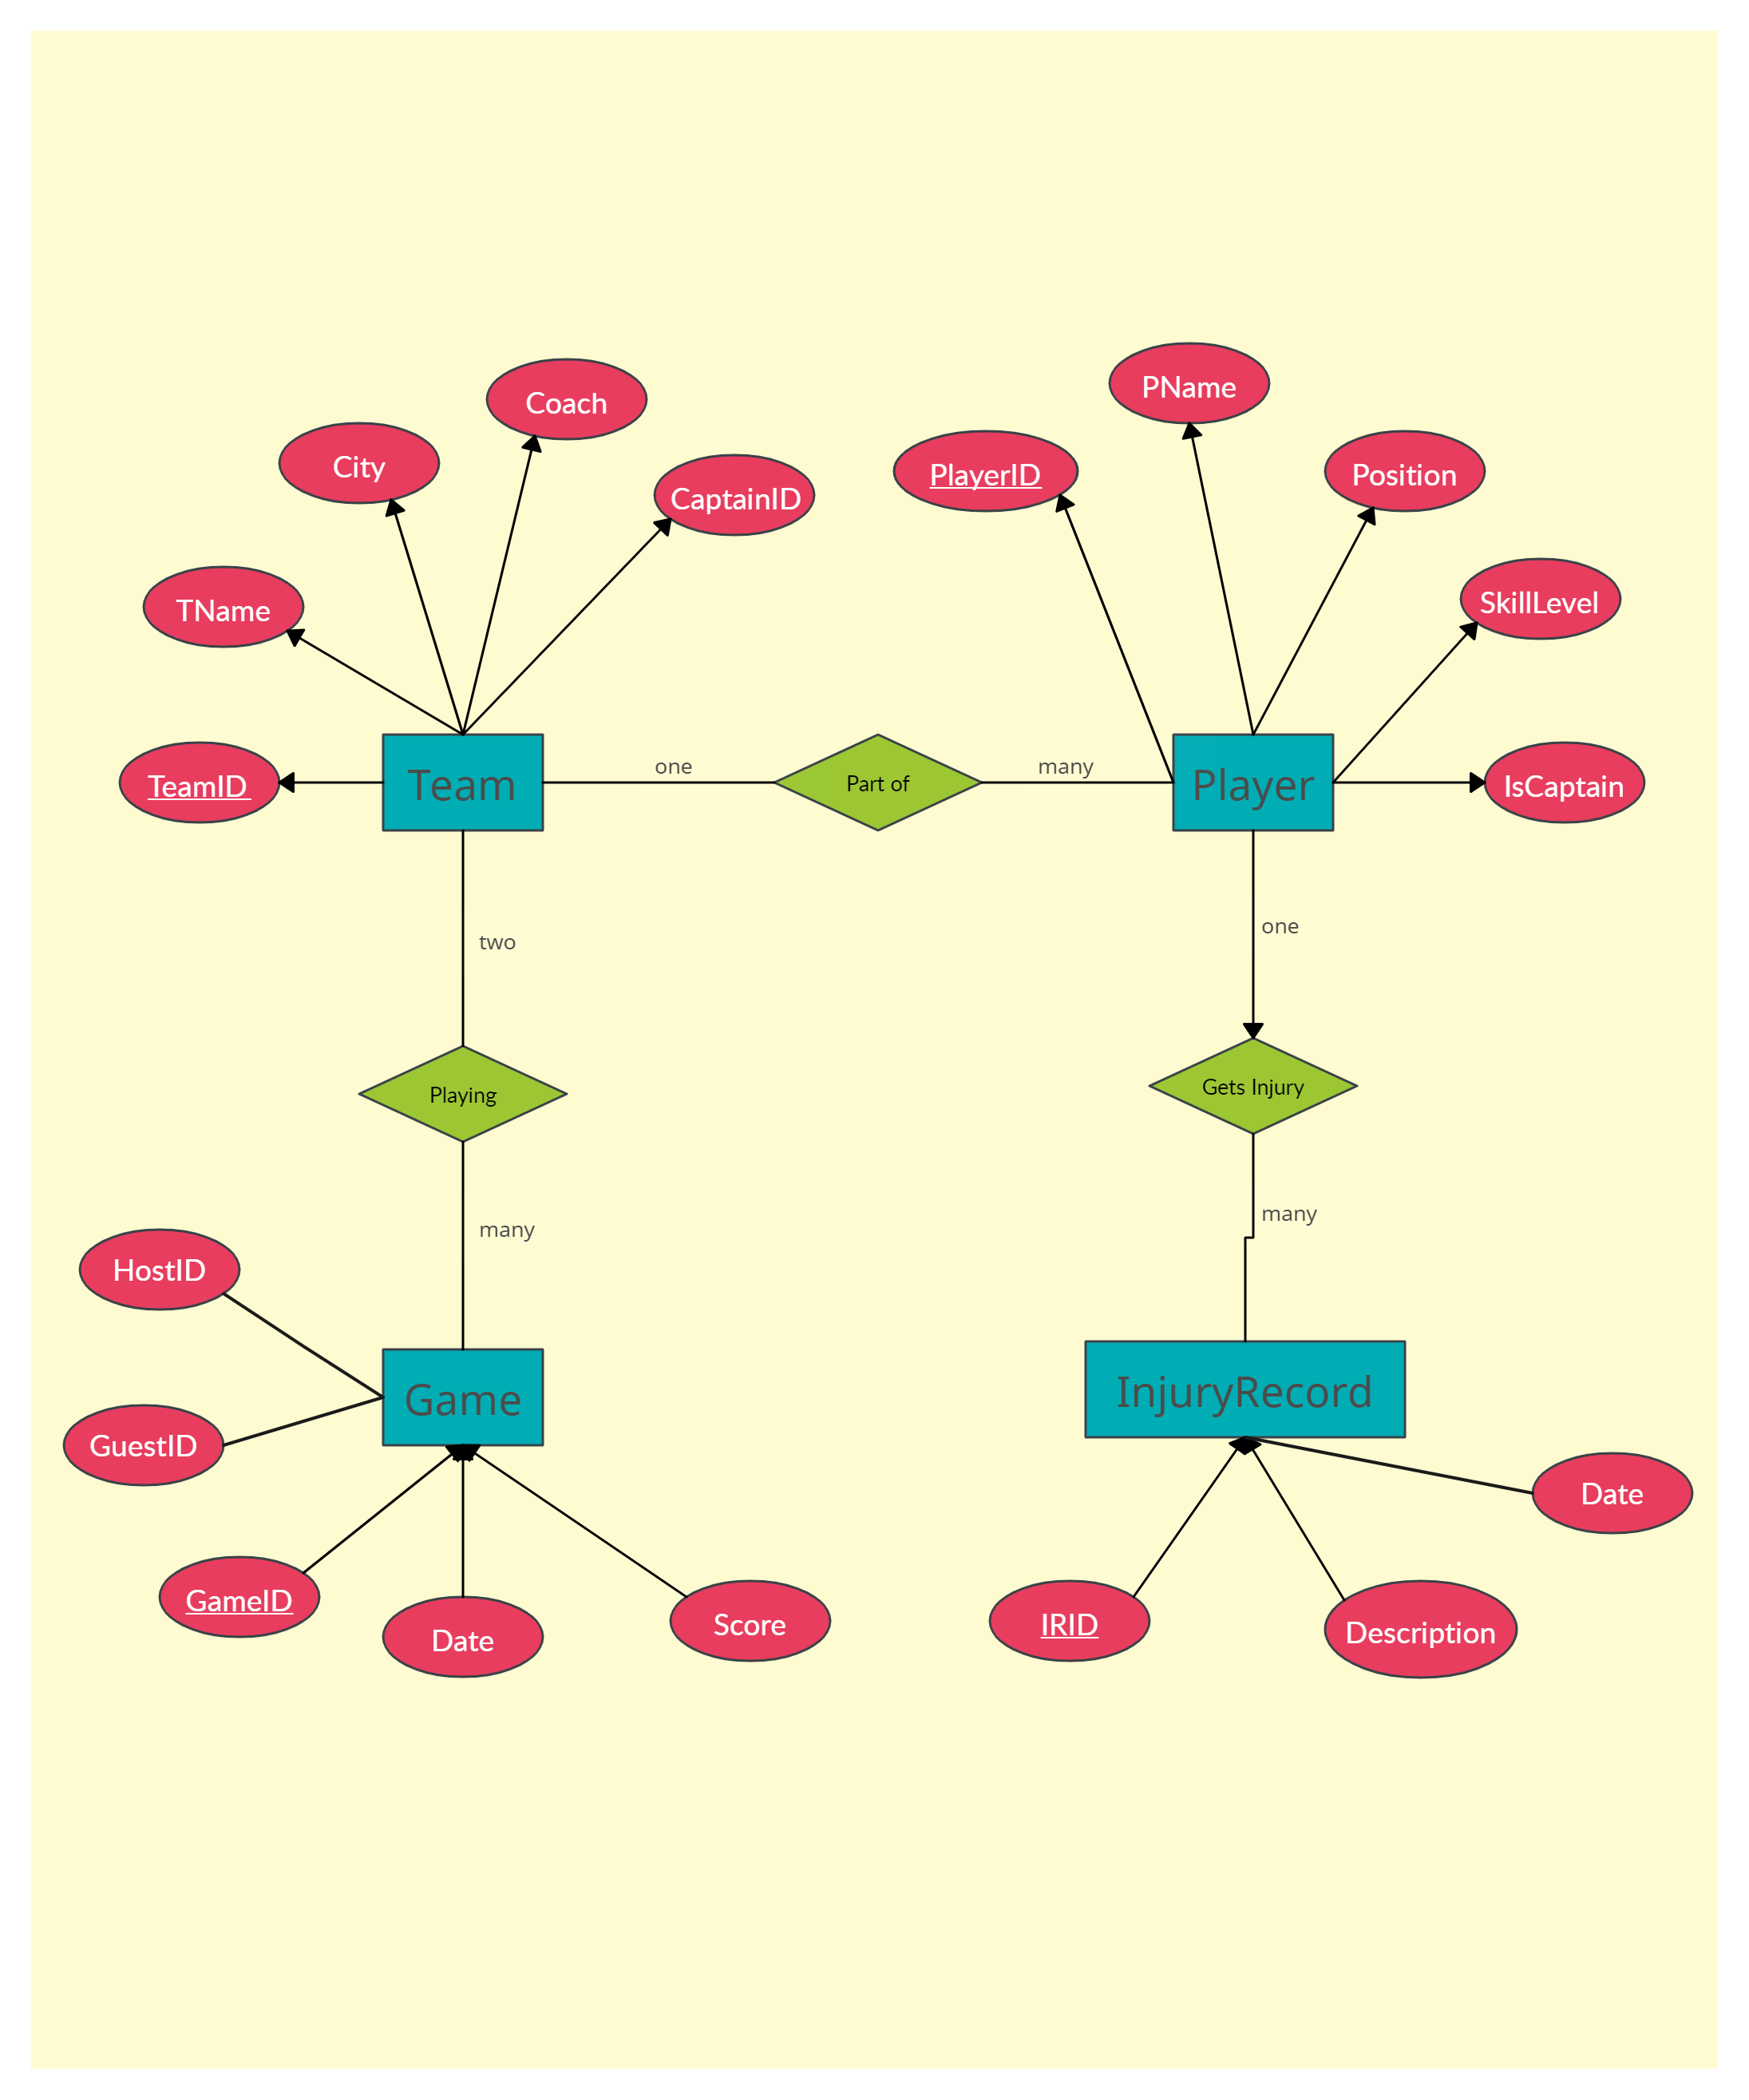 PName
Coach
City
PlayerID
Position
CaptainID
TName
SkillLevel
TeamID
Team
one
Part of
many
Player
IsCaptain
two
one
Playing
Gets Injury
many
many
HostID
GuestID
Game
InjuryRecord
Date
GameID
Date
Score
IRID
Description